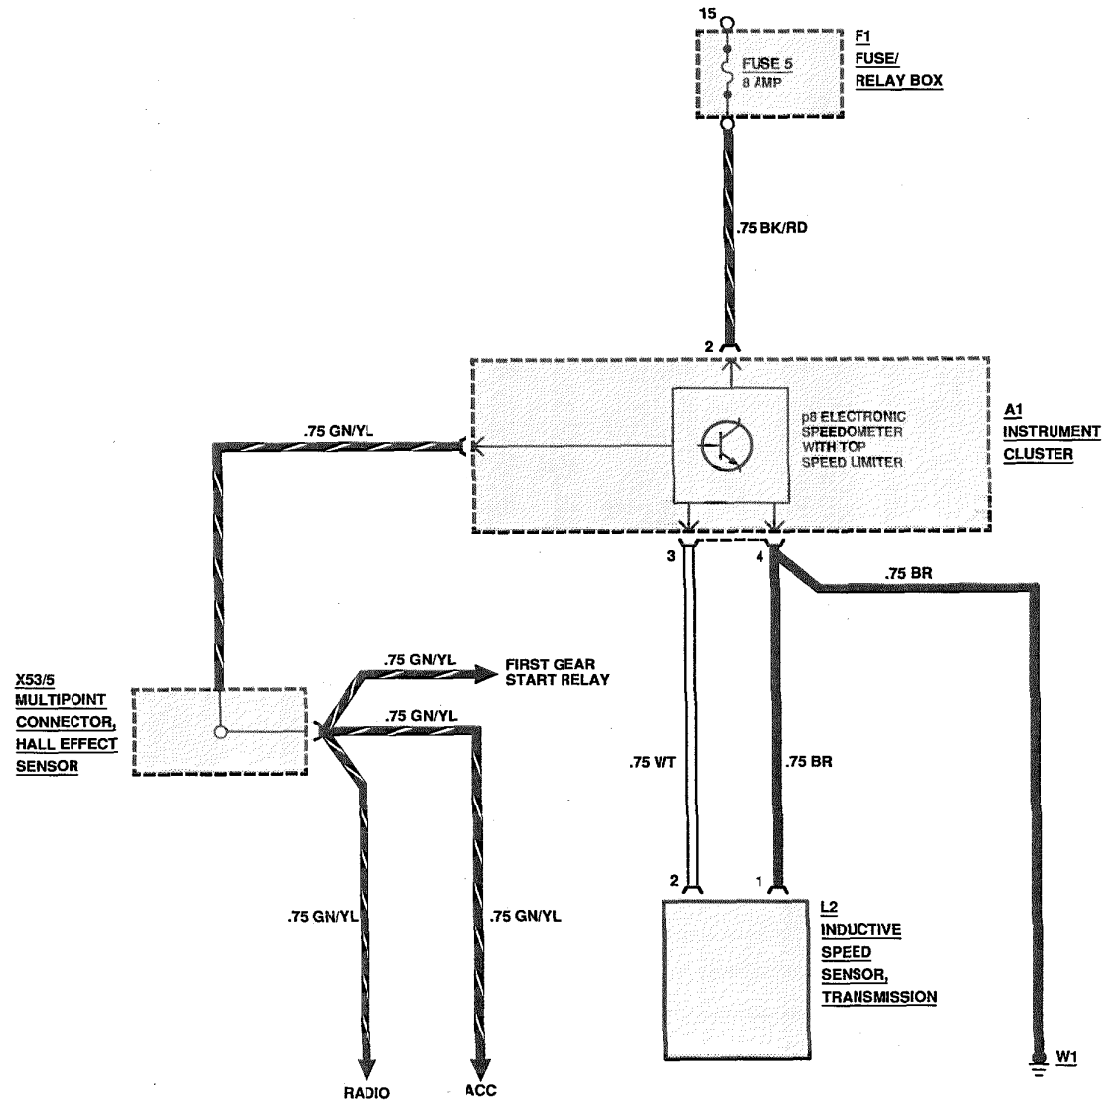 15
F1
FUSE/
RELAY BOX
FUSE 5
8 AMP
.75 BK/RD
2
A1
INSTRUMENT
CLUSTER
p8 ELECTRONIC
SPEEDOMETER
WITH TOP
SPEED LIMITER
.75 GN/YL
3
4
.75 BR
X53/5
MULTIPOINT
CONNECTOR,
HALL EFFECT
SENSOR
.75 GN/YL
FIRST GEAR
START RELAY
.75 GN/YL
.75 WT
.75 BR
2
1
.75 GN/YL
.75 GN/YL
L2
INDUCTIVE
SPEED
SENSOR,
TRANSMISSION
W1
RADIO
ACC